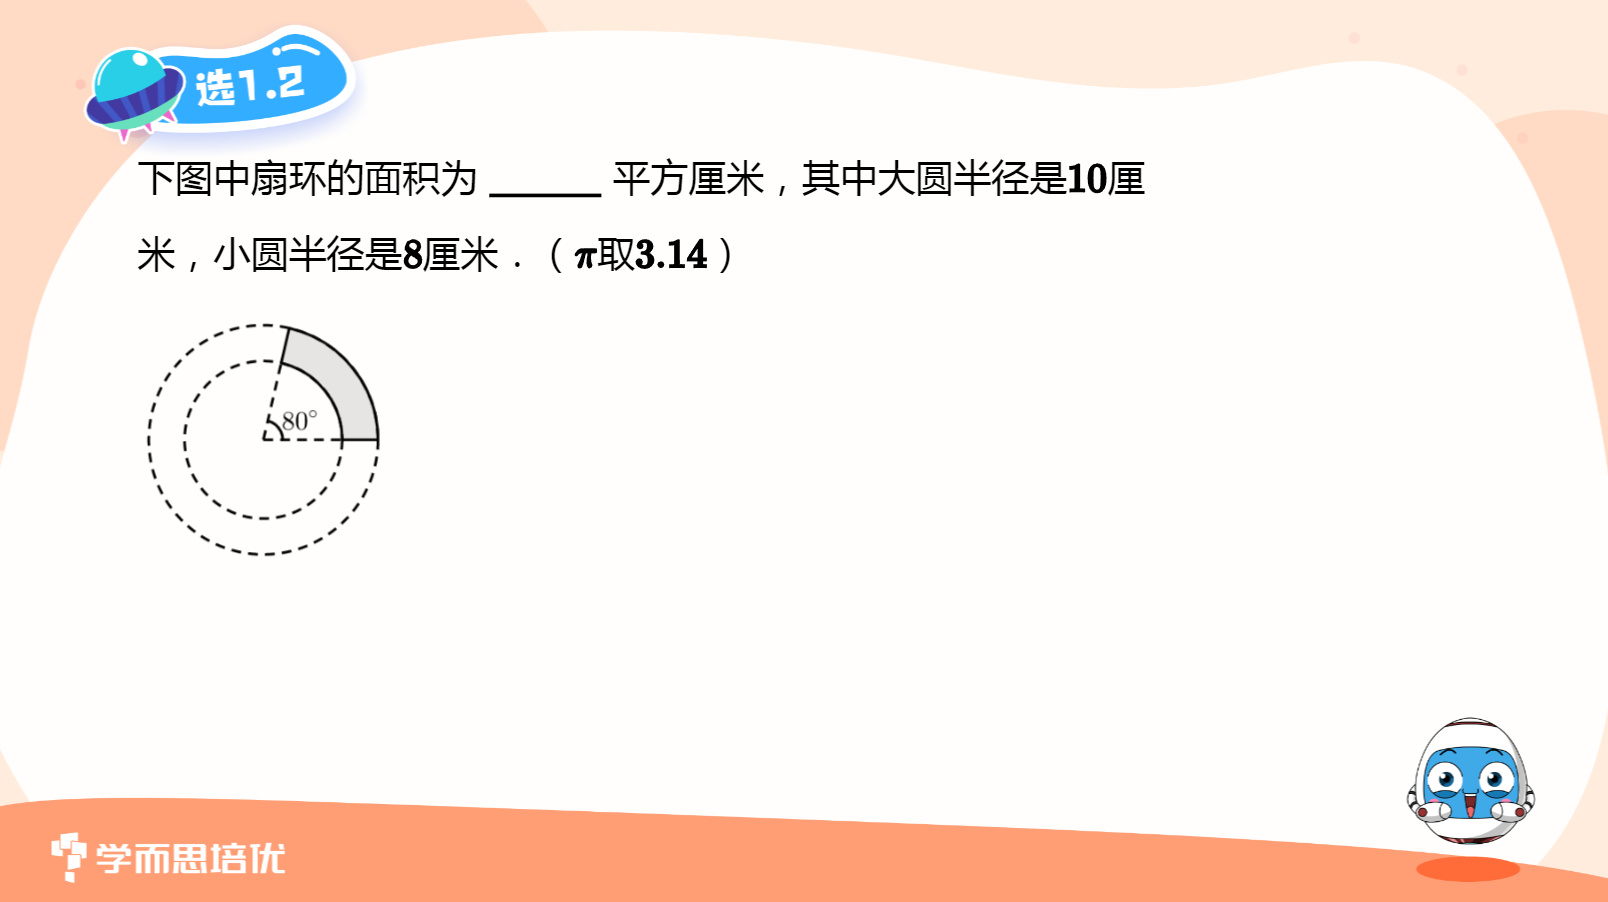 选1.2
下图中扇环的面积为 ______ 平方厘米，其中大圆半径是10厘
米，小圆半径是8厘米．（π取3.14）
80°
学而思培优